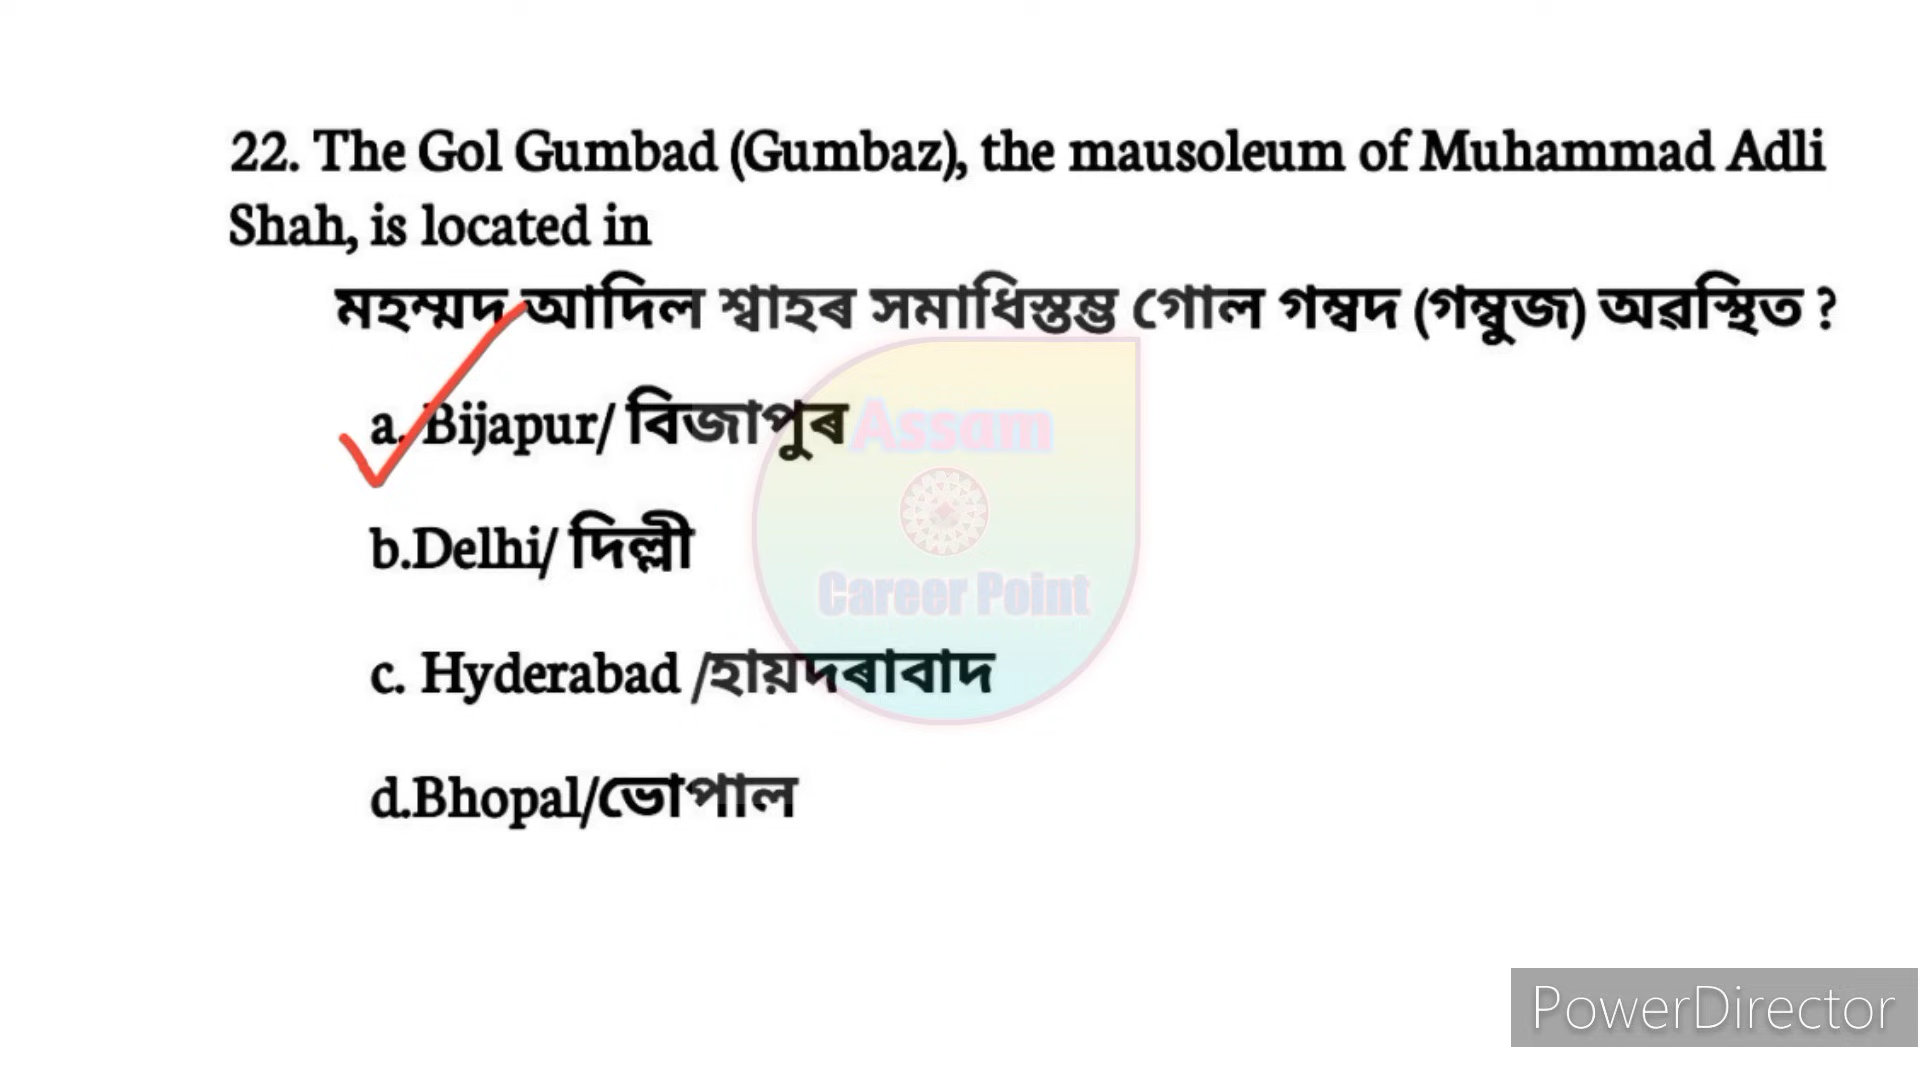 22. The Gol Gumbad (Gumbaz), the mausoleum of Muhammad Adli
Shah, is located in
মহম্মদ আদিল শ্বাহৰ সমাধিস্তম্ভ গোল গম্বদ (গম্বুজ) অৱস্থিত ?
a. Bijapur/ বিজাপুৰ
Assam
b.Delhi/ দিল্লী
Career Point
c. Hyderabad /হায়দৰাবাদ
d.Bhopal/ভোপাল
PowerDirector